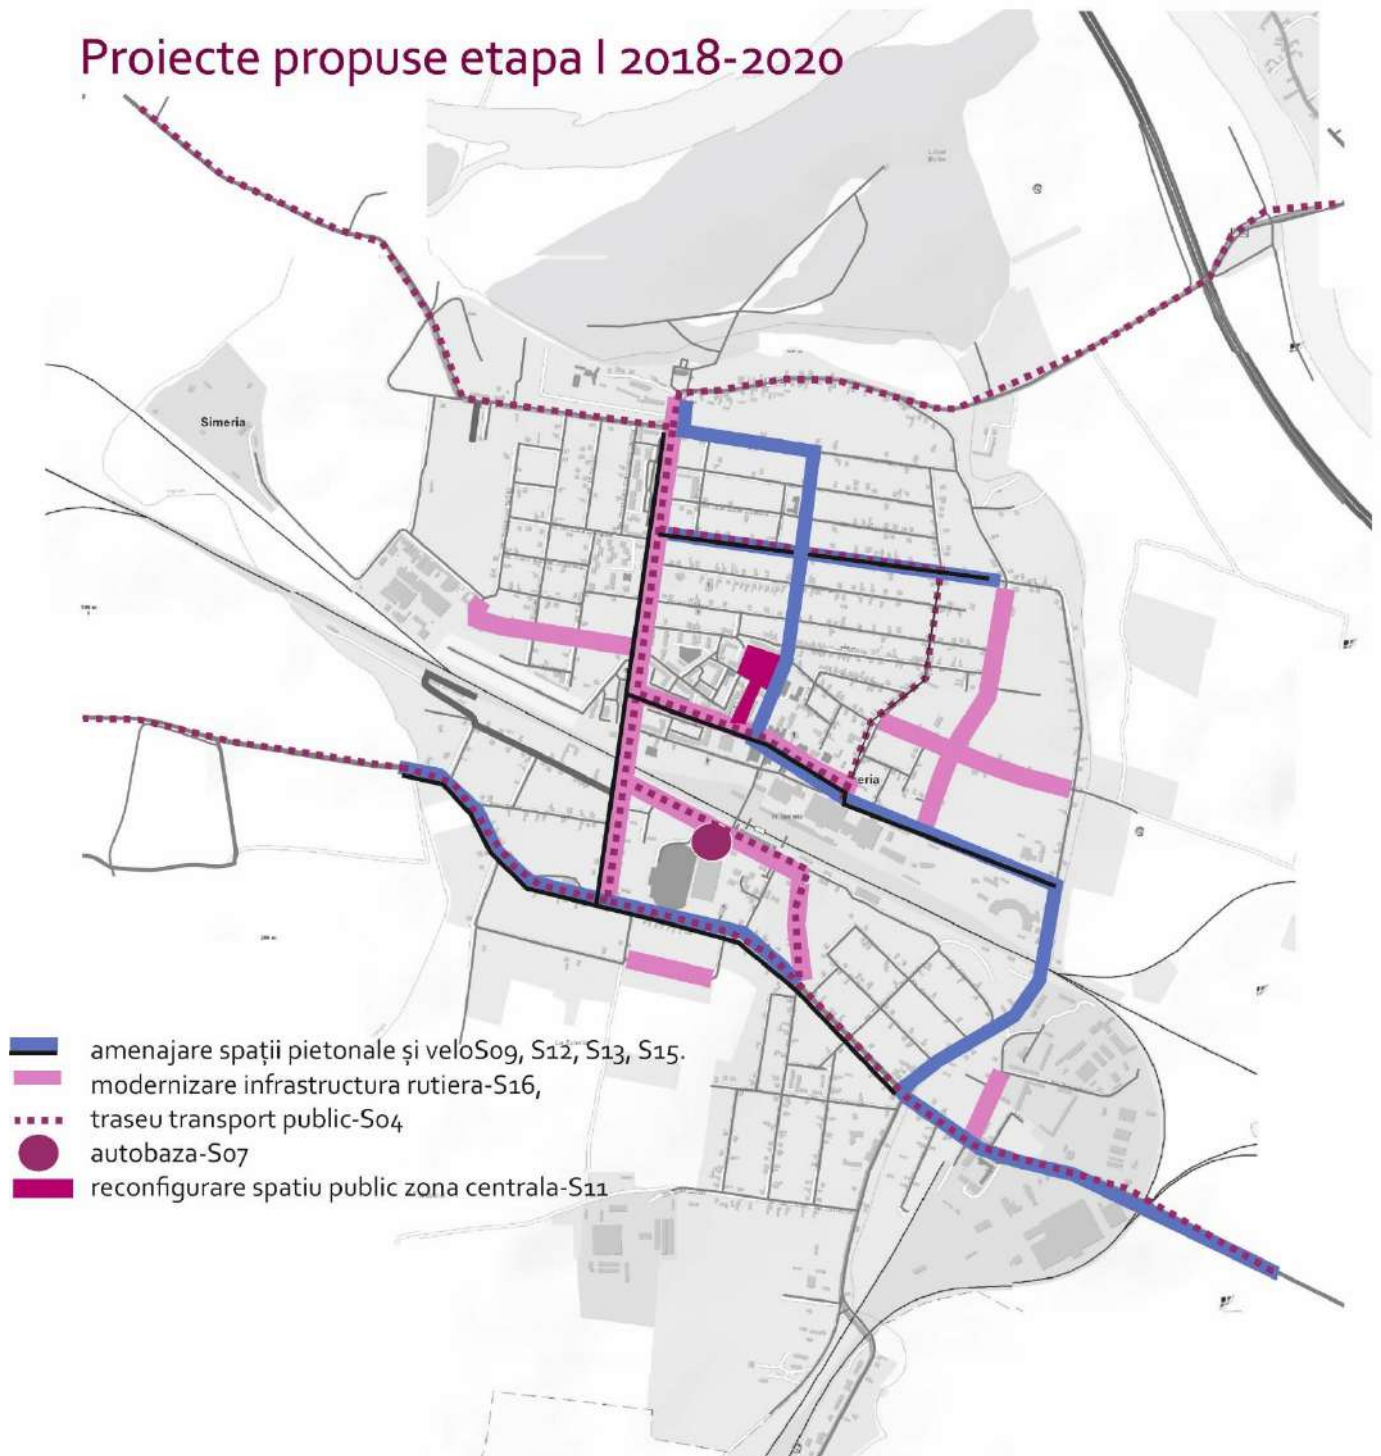 Proiecte propuse etapa I 2018-2020
Simeria
eria
amenajare spații pietonale și veloS09, S12, S13, S15.
modernizare infrastructura rutiera-S16,
traseu transport public-S04
autobaza-S07
reconfigurare spatiu public zona centrala-S11